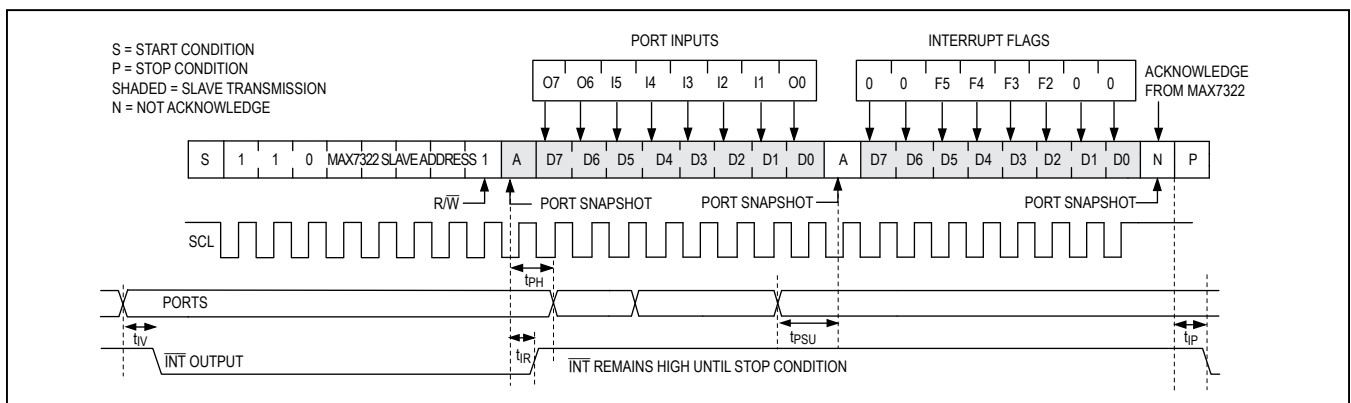 S = START CONDITION
P = STOP CONDITION
SHADED = SLAVE TRANSMISSION
N = NOT ACKNOWLEDGE
PORT INPUTS
INTERRUPT FLAGS
O7 O6 I5 I4 I3 I2 I1 O0
0 0 F5 F4 F3 F2 0 0
ACKNOWLEDGE
FROM MAX7322
S 1 1 0 MAX7322 SLAVE ADDRESS 1 A D7 D6 D5 D4 D3 D2 D1 D0 A D7 D6 D5 D4 D3 D2 D1 D0 N P
R/W PORT SNAPSHOT PORT SNAPSHOT PORT SNAPSHOT
SCL
tPH
PORTS
tIV
tIR
tPSU
tIP
INT OUTPUT
INT REMAINS HIGH UNTIL STOP CONDITION